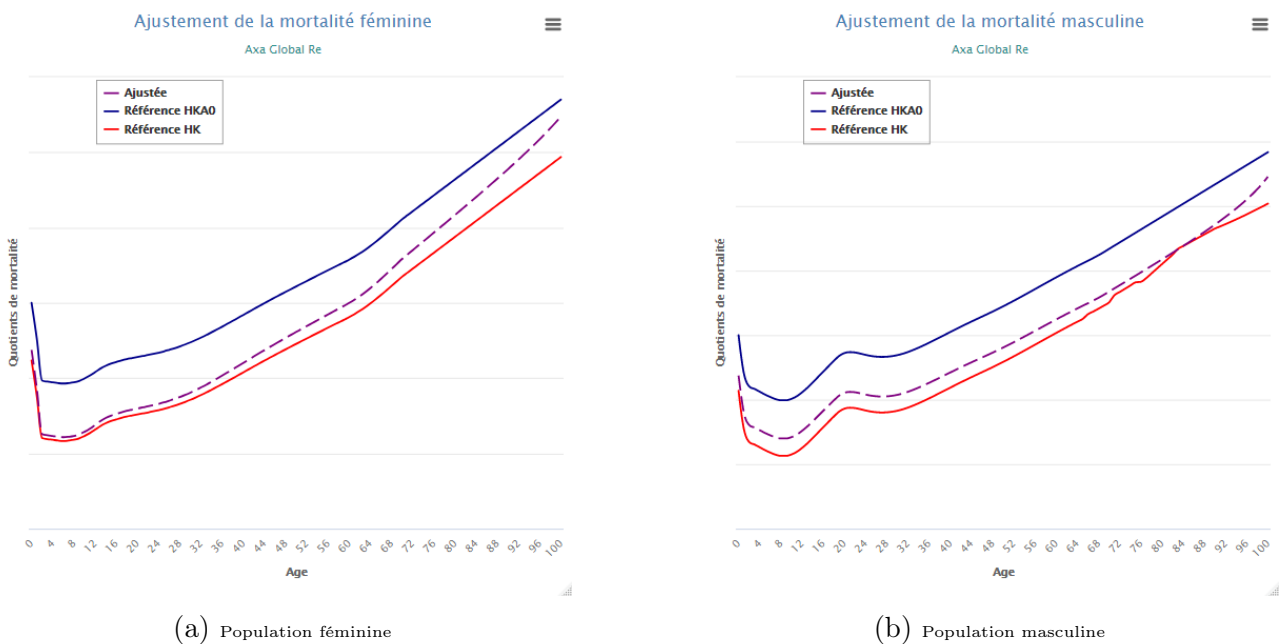 Ajustement de la mortalité féminine
Axa Global Re
Ajustée
Référence HKA0
Référence HK
Quotients de mortalité
0 4 8 12 16 20 24 28 32 36 40 44 48 52 56 60 64 68 72 76 80 84 88 92 96 100
Age
(a) Population féminine
Ajustement de la mortalité masculine
Axa Global Re
Ajustée
Référence HKA0
Référence HK
Quotients de mortalité
0 4 8 12 16 20 24 28 32 36 40 44 48 52 56 60 64 68 72 76 80 84 88 92 96 100
Age
(b) Population masculine